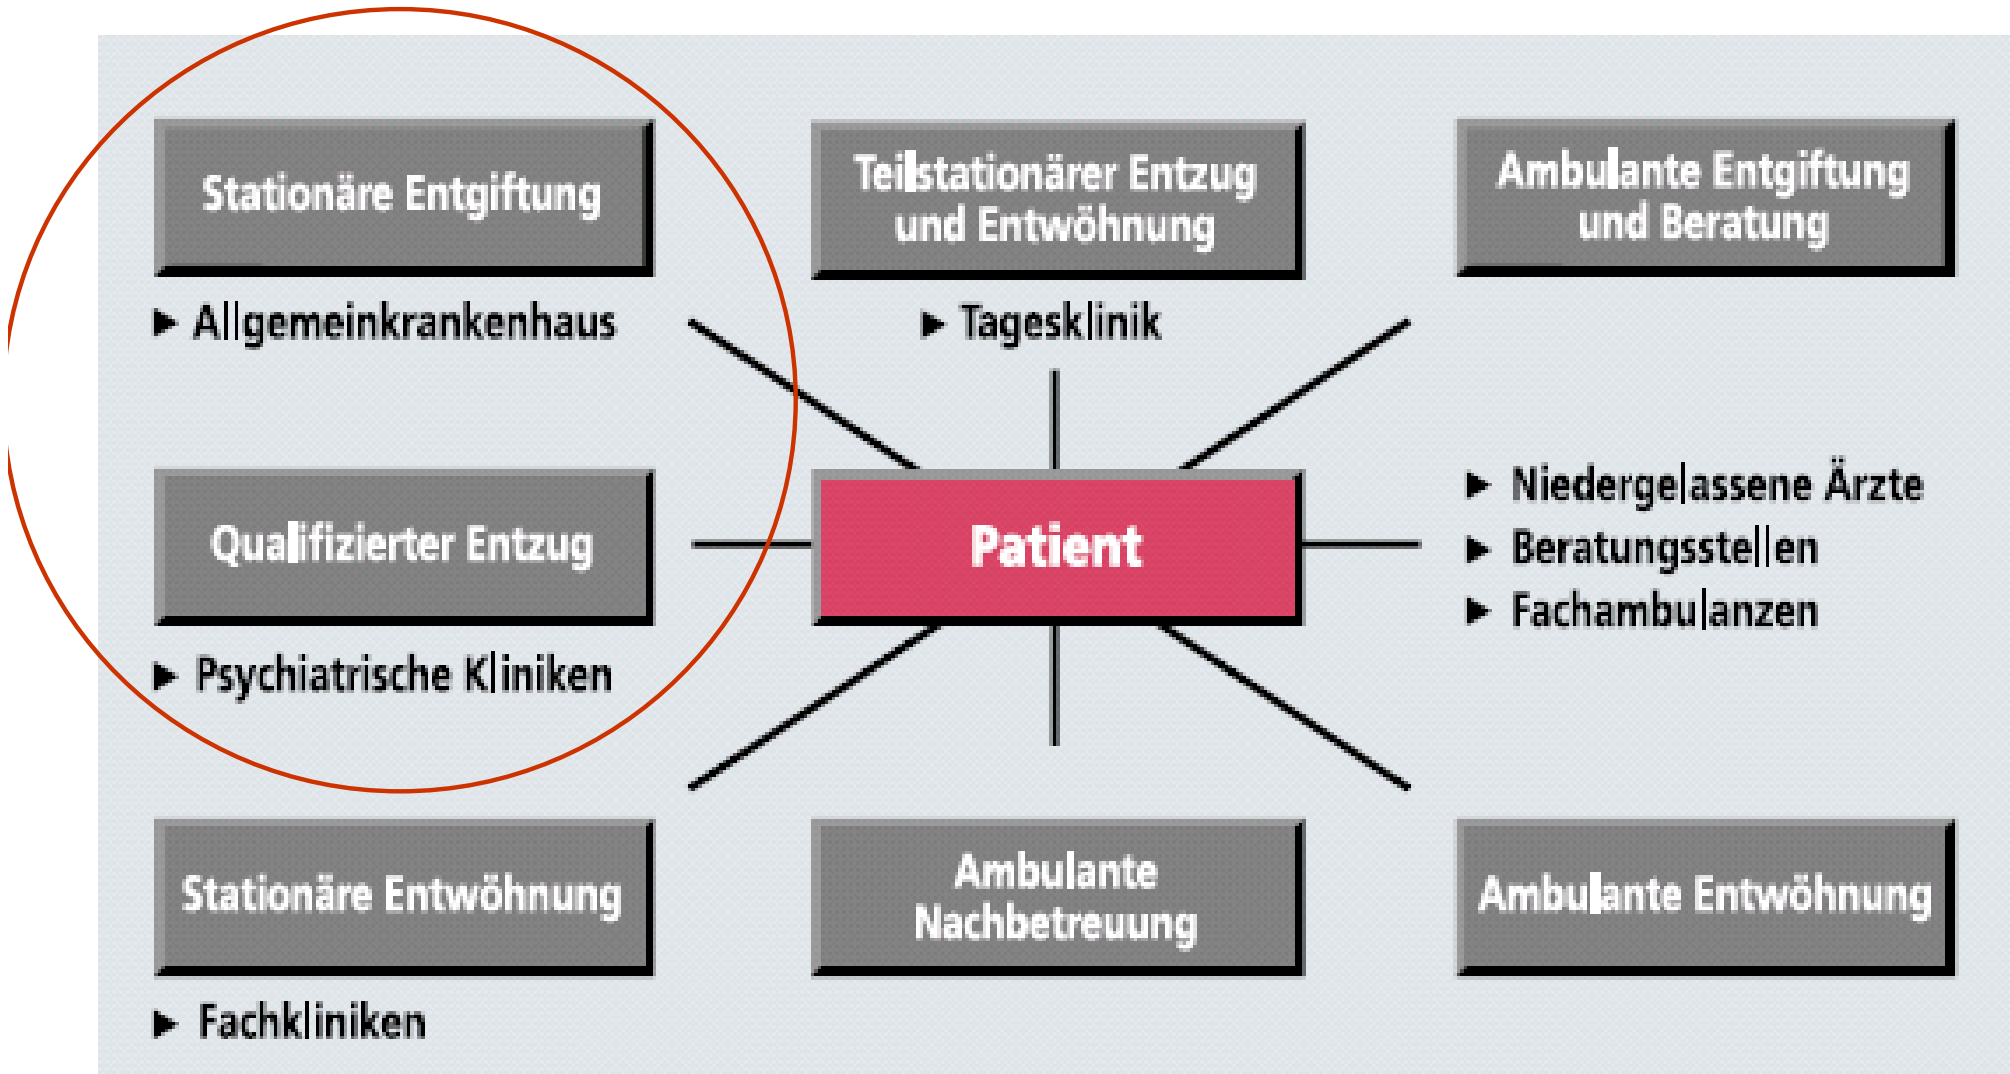 Stationäre Entgiftung
► Allgemeinkrankenhaus
Teilstationärer Entzug
und Entwöhnung
► Tagesklinik
Ambulante Entgiftung
und Beratung
Qualifizierter Entzug
► Psychiatrische Kliniken
Patient
► Niedergelassene Ärzte
► Beratungsstellen
► Fachambulanzen
Stationäre Entwöhnung
► Fachkliniken
Ambulante
Nachbetreuung
Ambulante Entwöhnung